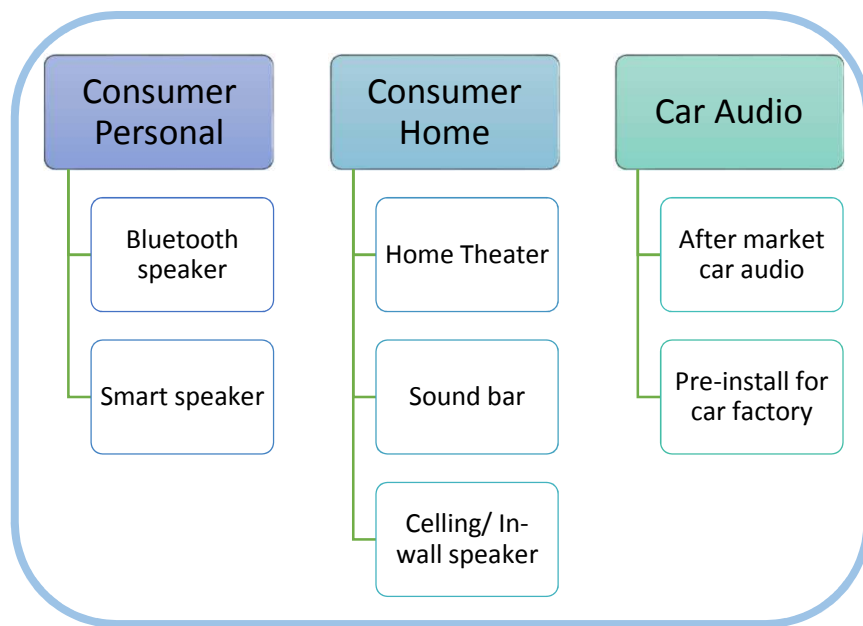 Consumer
Personal
Bluetooth
speaker
Smart speaker
Consumer
Home
Home Theater
Sound bar
Celling/ In-
wall speaker
Car Audio
After market
car audio
Pre-install for
car factory